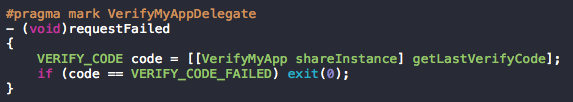 #pragma mark VerifyMyAppDelegate
- (void)requestFailed
{
    VERIFY_CODE code = [[VerifyMyApp shareInstance] getLastVerifyCode];
    if (code == VERIFY_CODE_FAILED) exit(0);
}